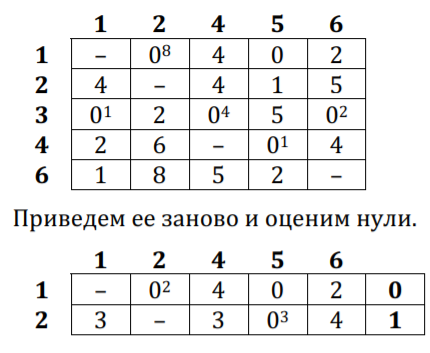 1 2 4 5 6
1 – 0⁸ 4 0 2
2 4 – 4 1 5
3 0¹ 2 0⁴ 5 0²
4 2 6 – 0¹ 4
6 1 8 5 2 –
Приведем ее заново и оценим нули.
1 2 4 5 6
1 – 0² 4 0 2 0
2 3 – 3 0³ 4 1